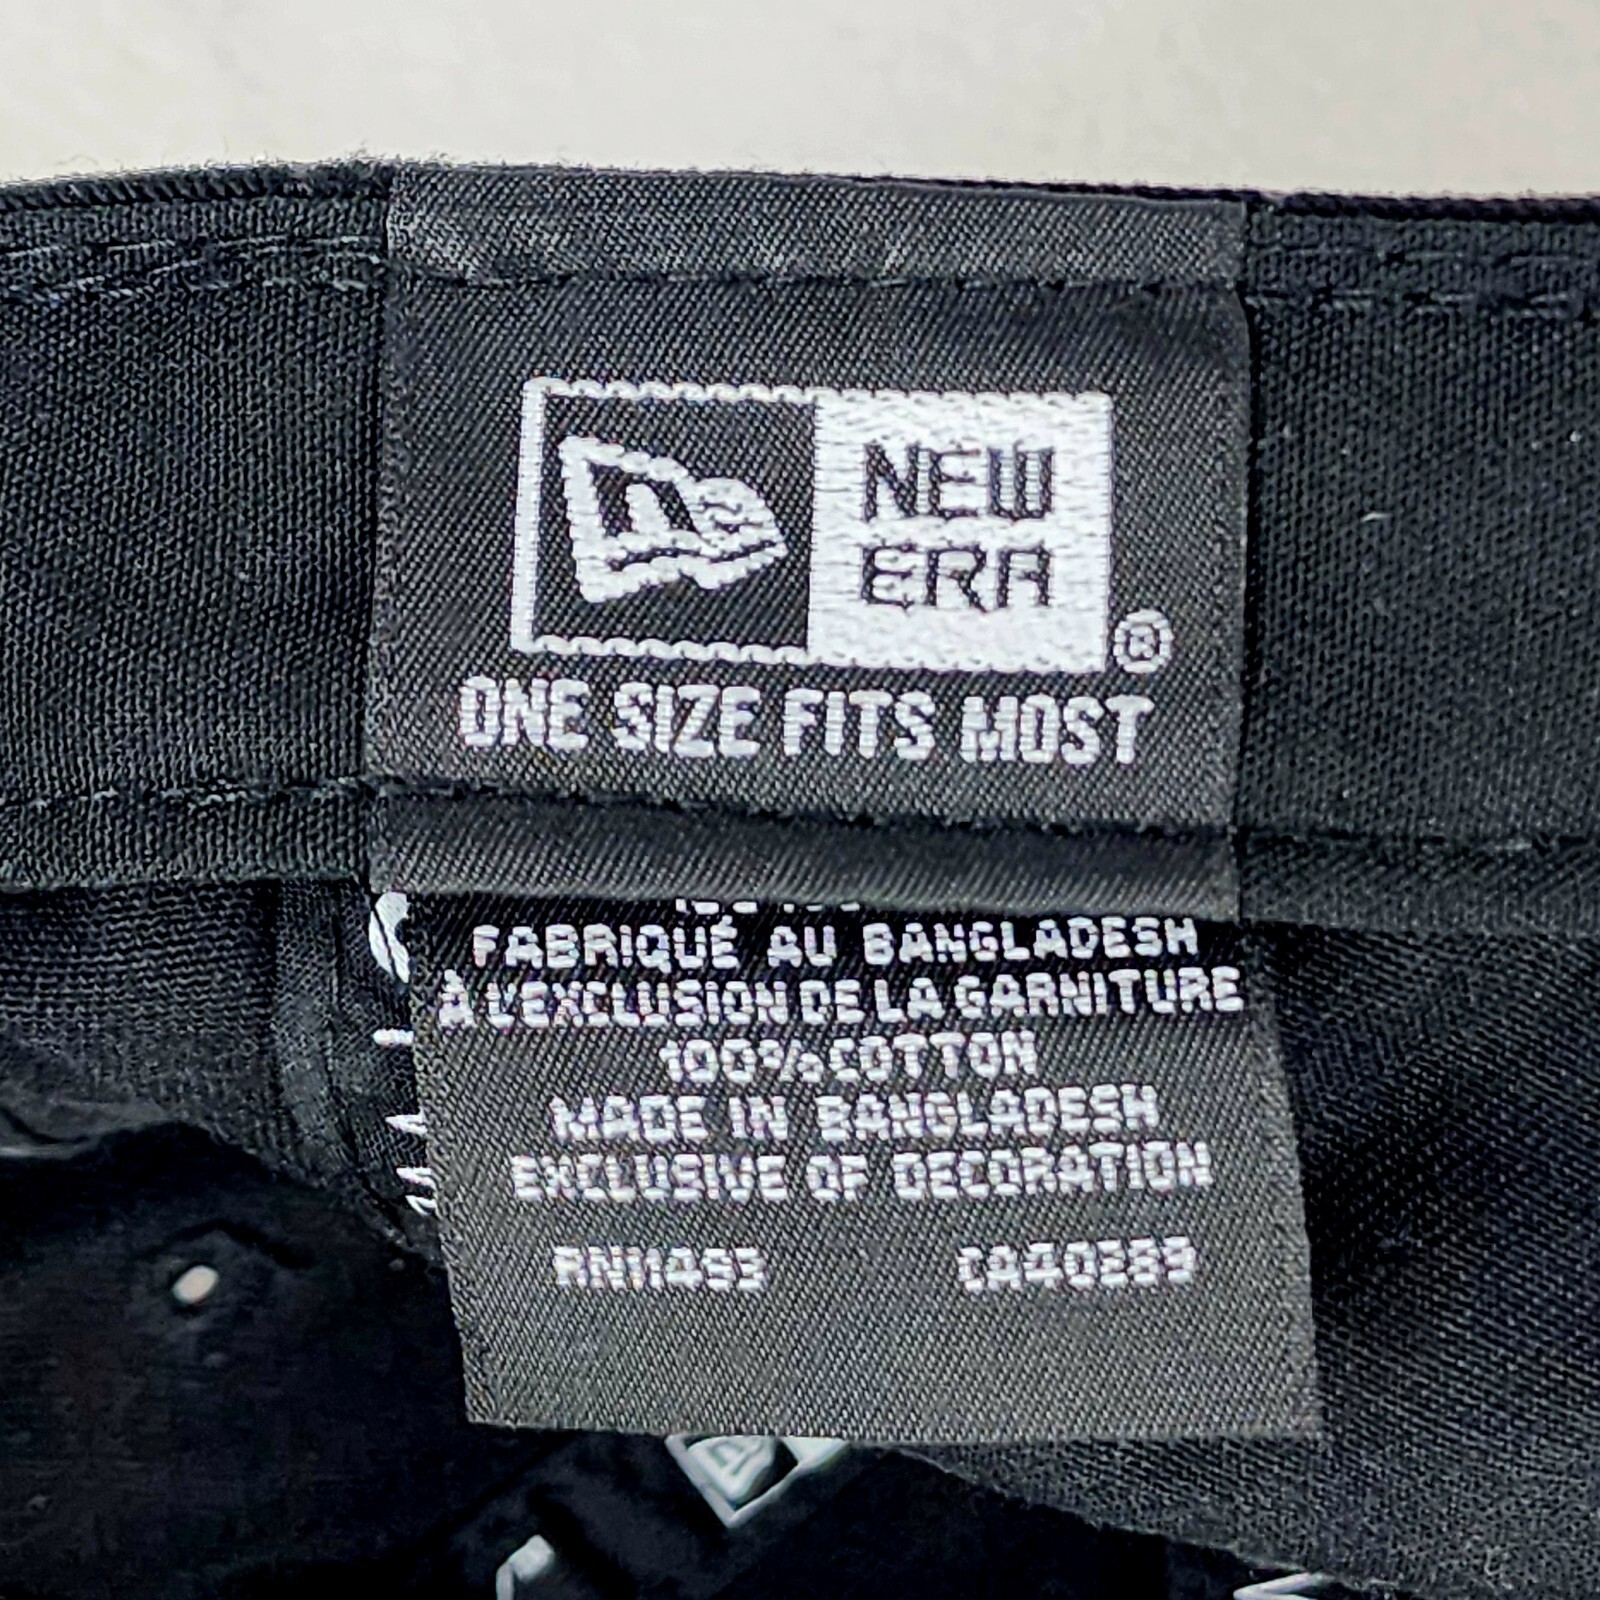 NEW
ERA
®
ONE SIZE FITS MOST
FABRIQUÉ AU BANGLADESH
À L'EXCLUSION DE LA GARNITURE
100% COTTON
MADE IN BANGLADESH
EXCLUSIVE OF DECORATION
RN11493 CA40289